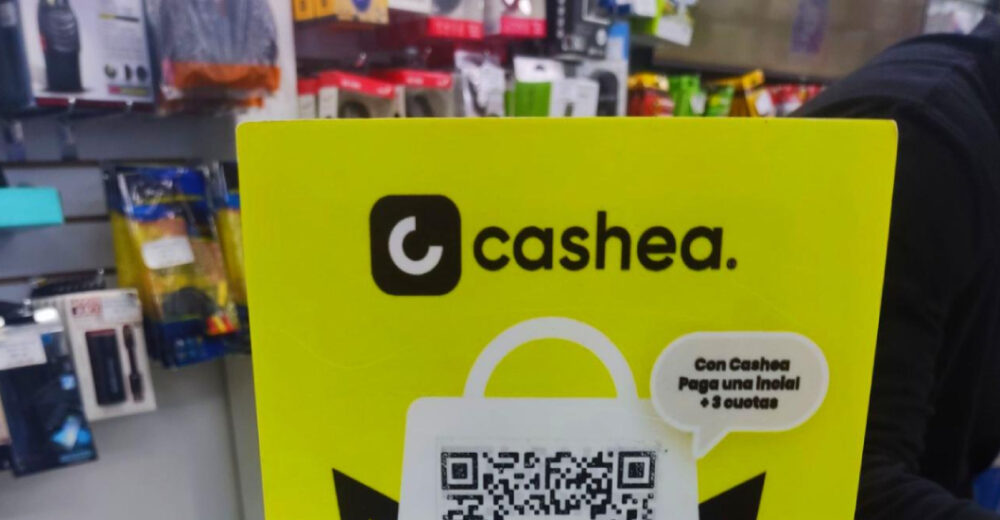 cashea.
Con Cashea
Paga una inicial
+ 3 cuotas